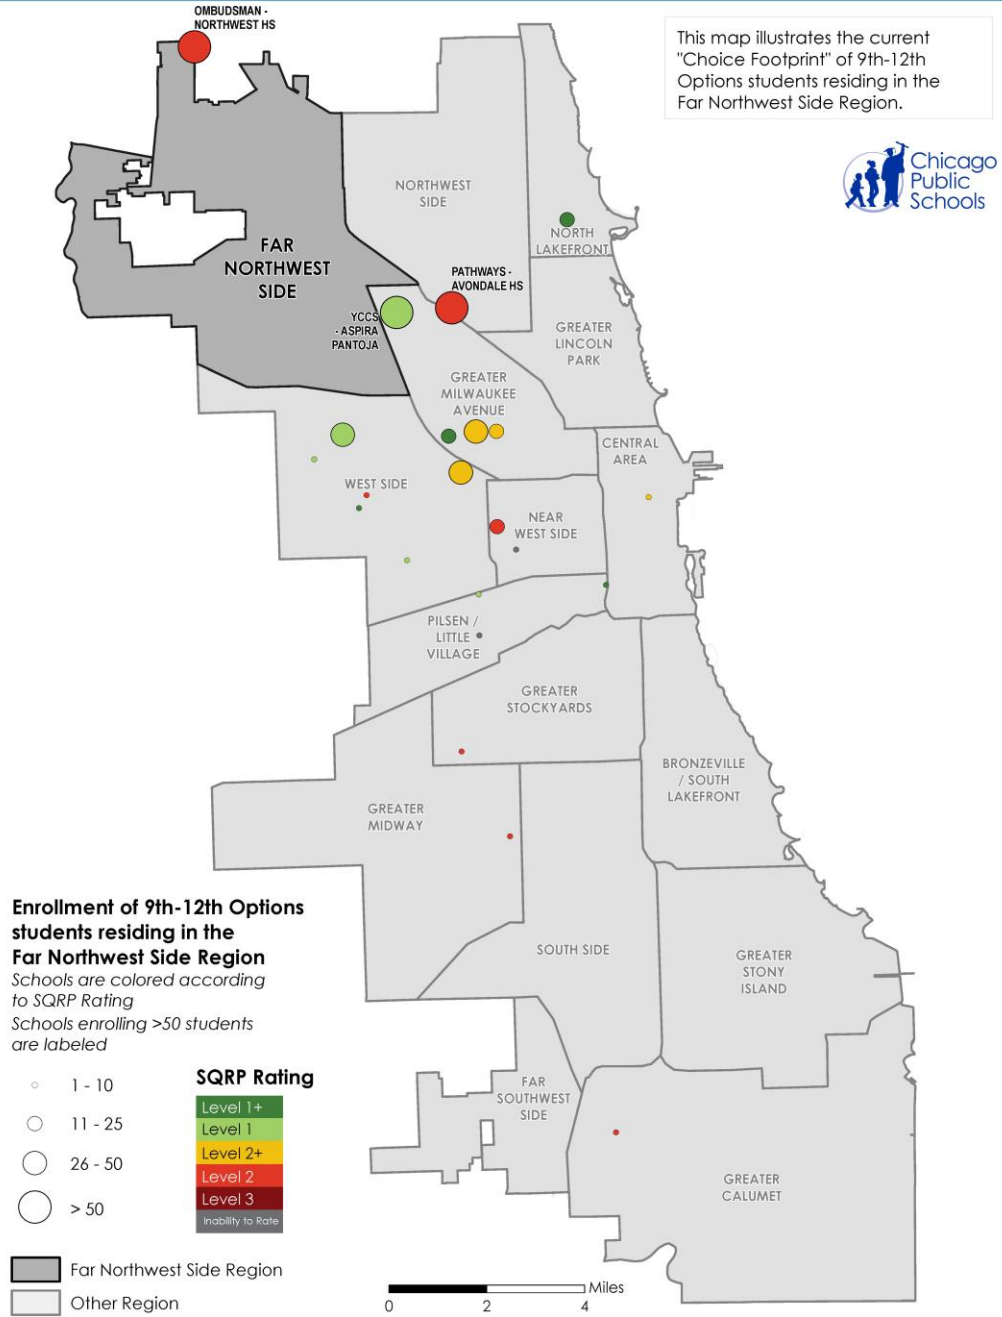 OMBUDSMAN -
NORTHWEST HS
This map illustrates the current
"Choice Footprint" of 9th-12th
Options students residing in the
Far Northwest Side Region.
Chicago
Public
Schools
NORTHWEST
SIDE
NORTH
LAKEFRONT
FAR
NORTHWEST
SIDE
PATHWAYS -
AVONDALE HS
YCCS
- ASPIRA
PANTOJA
GREATER
LINCOLN
PARK
GREATER
MILWAUKEE
AVENUE
CENTRAL
AREA
WEST SIDE
NEAR
WEST SIDE
PILSEN /
LITTLE
VILLAGE
GREATER
STOCKYARDS
BRONZEVILLE
/ SOUTH
LAKEFRONT
GREATER
MIDWAY
SOUTH SIDE
GREATER
STONY
ISLAND
FAR
SOUTHWEST
SIDE
GREATER
CALUMET
Enrollment of 9th-12th Options
students residing in the
Far Northwest Side Region
Schools are colored according
to SQRP Rating
Schools enrolling >50 students
are labeled
1 - 10
11 - 25
26 - 50
> 50
SQRP Rating
Level 1+
Level 1
Level 2+
Level 2
Level 3
Inability to Rate
Far Northwest Side Region
Other Region
Miles
0 2 4